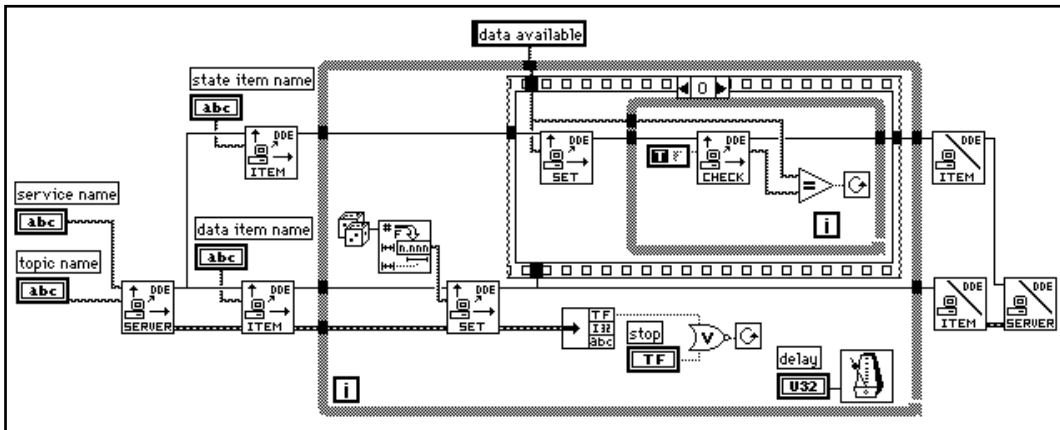 data available
state item name
abc
DDE
ITEM
0
DDE
SET
T F
DDE
CHECK
=
i
DDE
ITEM
service name
abc
data item name
abc
topic name
abc
DDE
SERVER
DDE
ITEM
#
F
n.nnn
DDE
SET
TF
I32
abc
stop
TF
V
delay
U32
i
DDE
ITEM
DDE
SERVER